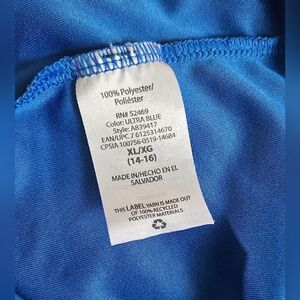 100% Polyester/
Poliéster
RN# 52469
Color: ULTRA BLUE
Style: AB39417
EAN/UPC 7 6125314670
CPSIA 100756-0519-14684
XL/XG
(14-16)
MADE IN/HECHO EN EL
SALVADOR
THIS LABEL YARN IS MADE OUT
OF 100% RECYCLED
POLYESTER MATERIALS